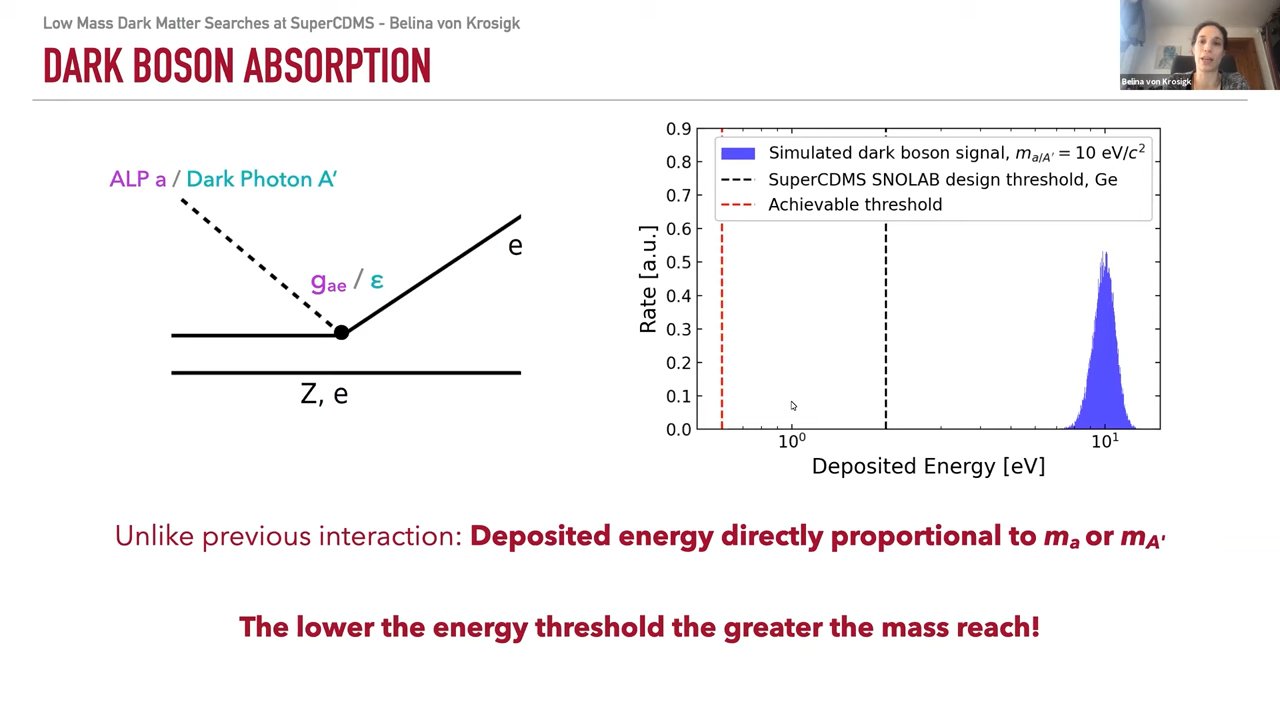 Low Mass Dark Matter Searches at SuperCDMS - Belina von Krosigk
DARK BOSON ABSORPTION
Belina von Krosigk
ALP a / Dark Photon A′
gae / ε
e
Z, e
0.9
0.8
0.7
0.6
0.5
0.4
0.3
0.2
0.1
0.0
Rate [a.u.]
Simulated dark boson signal, m_{a/A'} = 10 eV/c²
SuperCDMS SNOLAB design threshold, Ge
Achievable threshold
10⁰ 10¹
Deposited Energy [eV]
Unlike previous interaction: Deposited energy directly proportional to ma or mA'
The lower the energy threshold the greater the mass reach!